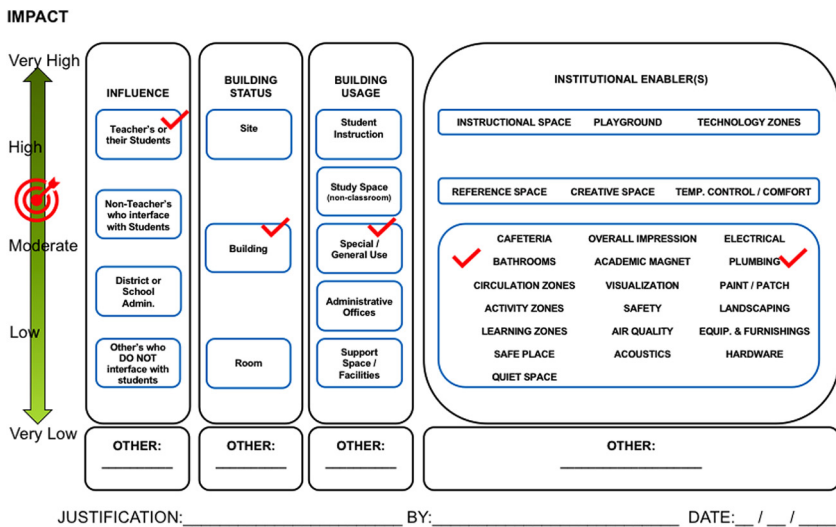 IMPACT
Very High
High
Moderate
Low
Very Low
INFLUENCE
Teacher's or
their Students
Non-Teacher's
who interface
with Students
District or
School
Admin.
Other's who
DO NOT
interface with
students
OTHER:
BUILDING
STATUS
Site
Building
Room
OTHER:
BUILDING
USAGE
Student
Instruction
Study Space
(non-classroom)
Special /
General Use
Administrative
Offices
Support
Space /
Facilities
OTHER:
INSTITUTIONAL ENABLER(S)
INSTRUCTIONAL SPACE PLAYGROUND TECHNOLOGY ZONES
REFERENCE SPACE CREATIVE SPACE TEMP. CONTROL / COMFORT
CAFETERIA OVERALL IMPRESSION ELECTRICAL
BATHROOMS ACADEMIC MAGNET PLUMBING
CIRCULATION ZONES VISUALIZATION PAINT / PATCH
ACTIVITY ZONES SAFETY LANDSCAPING
LEARNING ZONES AIR QUALITY EQUIP. & FURNISHINGS
SAFE PLACE ACOUSTICS HARDWARE
QUIET SPACE
OTHER:
JUSTIFICATION:________________________ BY:___________________________ DATE:__ / __ / ____